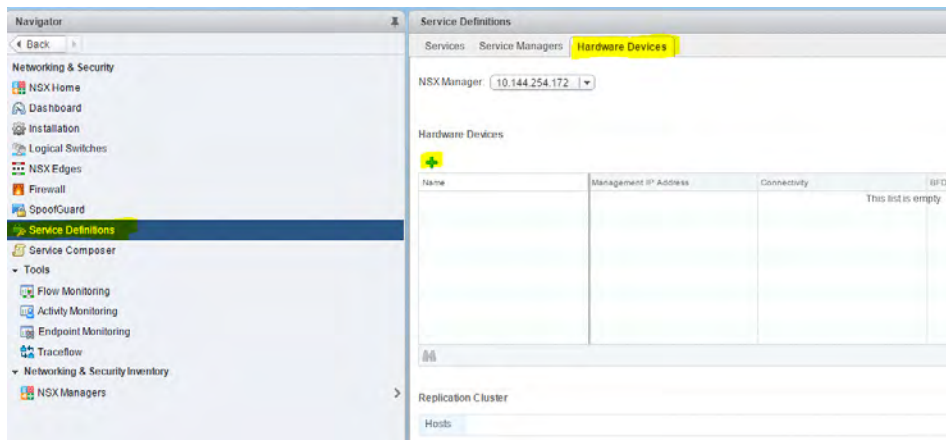 Navigator
Back
Networking & Security
NSX Home
Dashboard
Installation
Logical Switches
NSX Edges
Firewall
SpoofGuard
Service Definitions
Service Composer
Tools
Flow Monitoring
Activity Monitoring
Endpoint Monitoring
Traceflow
Networking & Security Inventory
NSX Managers
Service Definitions
Services Service Managers Hardware Devices
NSX Manager: 10.144.254.172
Hardware Devices
Name Management IP Address Connectivity BFD
This list is empty
Replication Cluster
Hosts